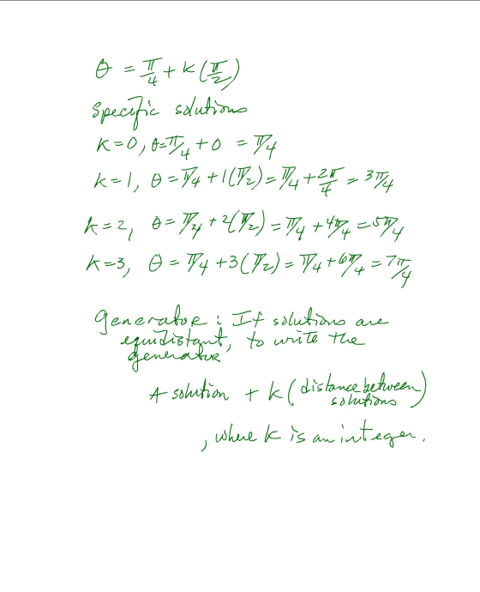 θ = π/4 + k(π/2)
Specific solutions
k=0, θ=π/4 + 0 = π/4
k=1, θ = π/4 + 1(π/2) = π/4 + 2π/4 = 3π/4
k=2, θ = π/4 + 2(π/2) = π/4 + 4π/4 = 5π/4
k=3, θ = π/4 + 3(π/2) = π/4 + 6π/4 = 7π/4
Generator: If solutions are
equidistant, to write the
generator
A solution + k(distance between
solutions)
, where k is an integer.